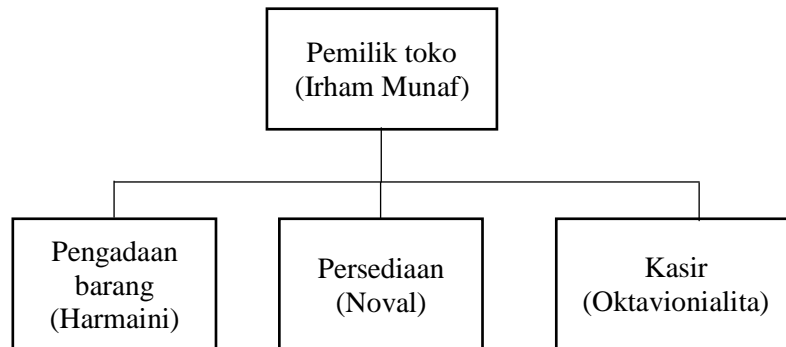 Pemilik toko
(Irham Munaf)
Pengadaan
barang
(Harmaini)
Persediaan
(Noval)
Kasir
(Oktavionialita)